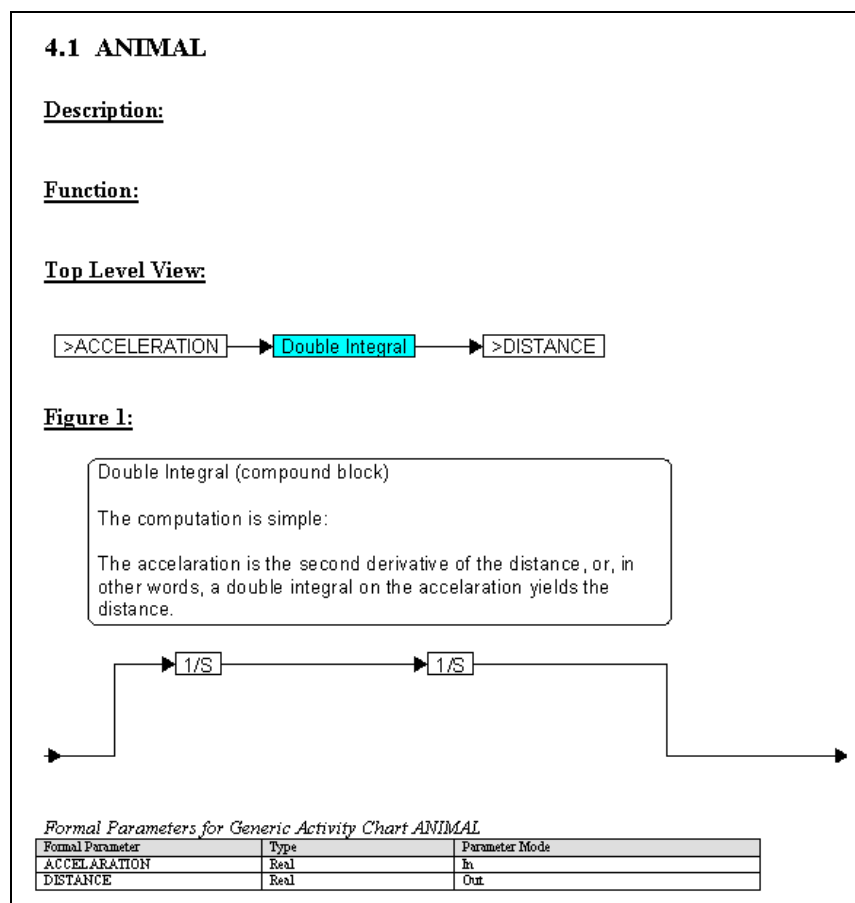 4.1 ANIMAL
Description:
Function:
Top Level View:
>ACCELERATION Double Integral >DISTANCE
Figure 1:
Double Integral (compound block)
The computation is simple:
The accelaration is the second derivative of the distance, or, in
other words, a double integral on the accelaration yields the
distance.
1/S 1/S
Formal Parameters for Generic Activity Chart ANIMAL
Formal Parameter Type Parameter Mode
ACCELARATION Real In
DISTANCE Real Out